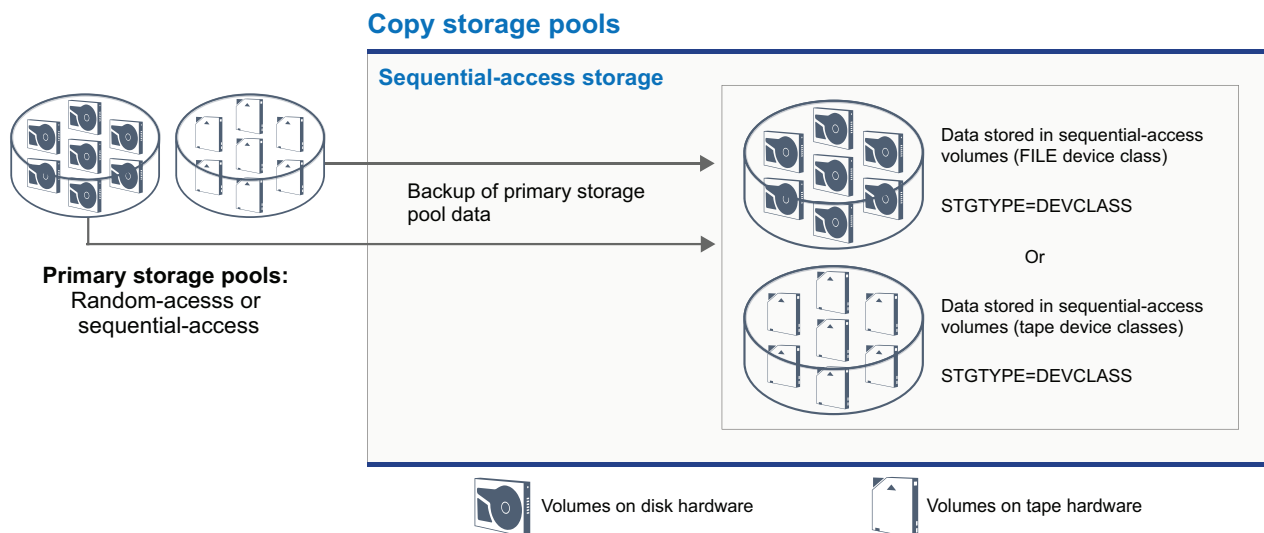 Copy storage pools
Sequential-access storage
Data stored in sequential-access
volumes (FILE device class)
STGTYPE=DEVCLASS
Or
Data stored in sequential-access
volumes (tape device classes)
STGTYPE=DEVCLASS
Backup of primary storage
pool data
Primary storage pools:
Random-acesss or
sequential-access
Volumes on disk hardware
Volumes on tape hardware